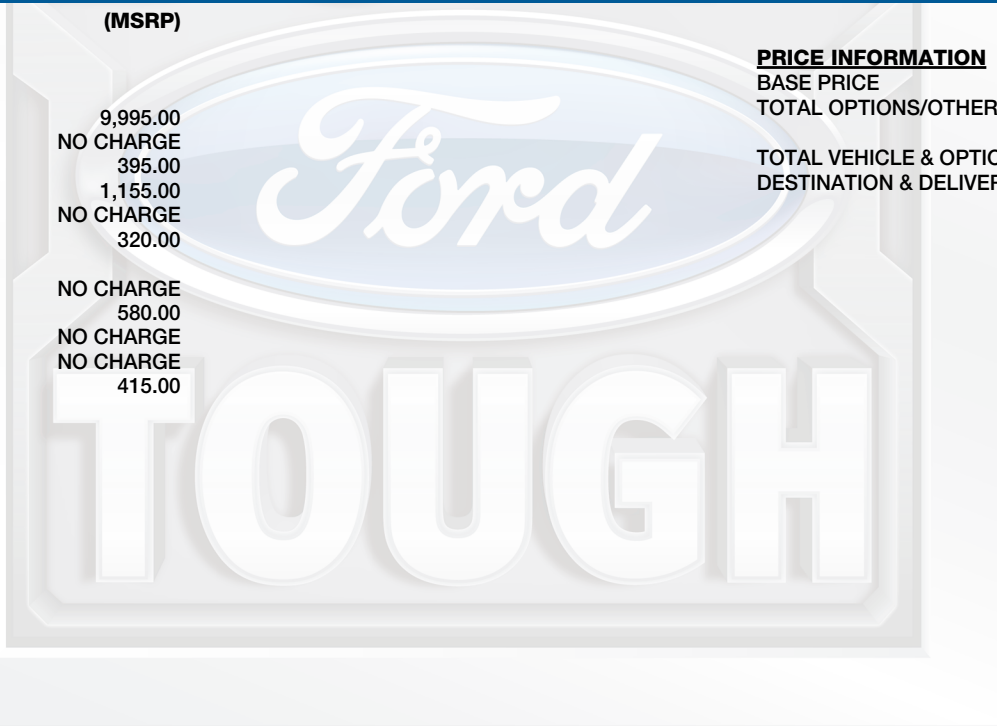 (MSRP)
9,995.00
NO CHARGE
395.00
1,155.00
NO CHARGE
320.00
NO CHARGE
580.00
NO CHARGE
NO CHARGE
415.00
PRICE INFORMATION
BASE PRICE
TOTAL OPTIONS/OTHER
TOTAL VEHICLE & OPTIO
DESTINATION & DELIVER
Ford
TOUGH